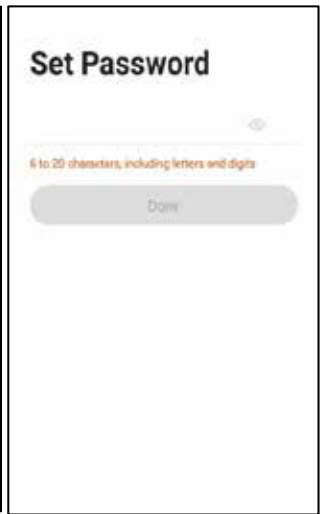 Set Password
6 to 20 characters, including letters and digits
Done